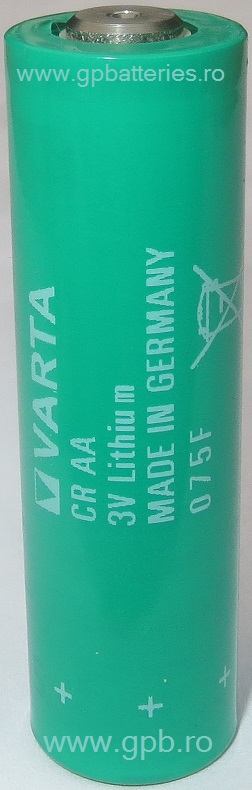 www.gpbatteries.ro
VARTA
CR AA
3V Lithium
MADE IN GERMANY
075F
+ + +
www.gpb.ro